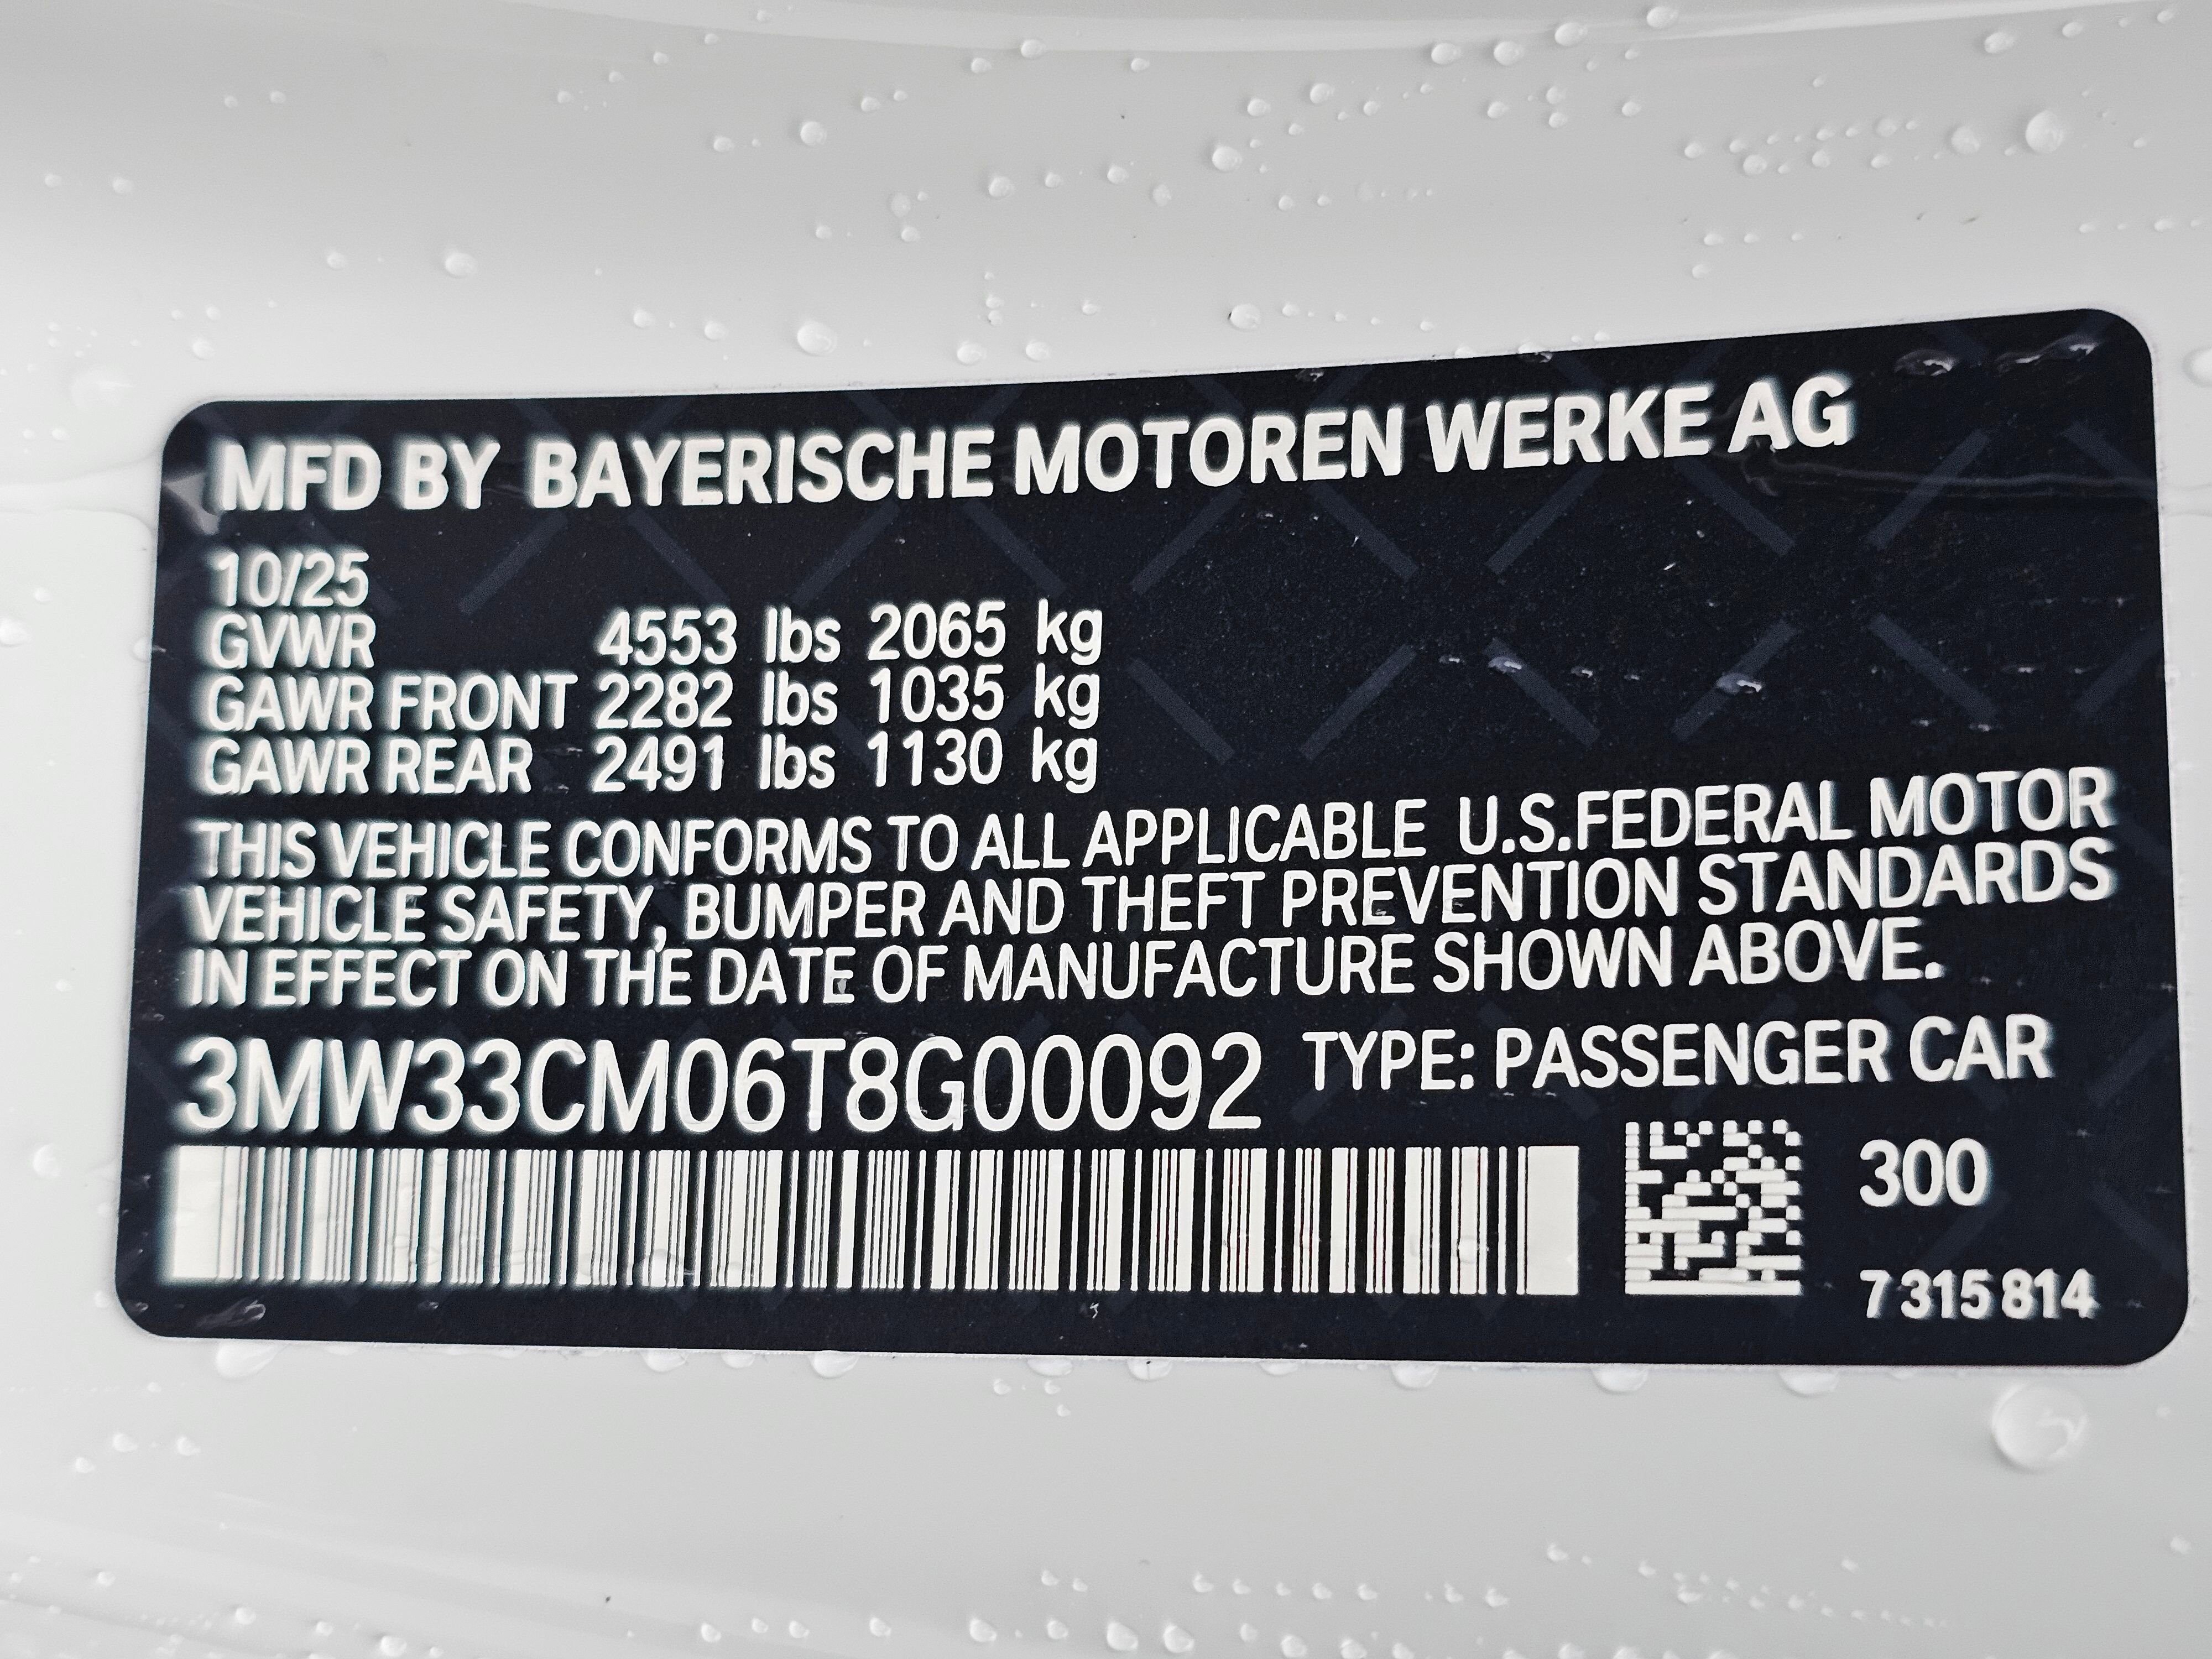 MFD BY BAYERISCHE MOTOREN WERKE AG
10/25
GVWR 4553 lbs 2065 kg
GAWR FRONT 2282 lbs 1035 kg
GAWR REAR 2491 lbs 1130 kg
THIS VEHICLE CONFORMS TO ALL APPLICABLE U.S.FEDERAL MOTOR
VEHICLE SAFETY, BUMPER AND THEFT PREVENTION STANDARDS
IN EFFECT ON THE DATE OF MANUFACTURE SHOWN ABOVE.
3MW33CM06T8G00092 TYPE: PASSENGER CAR
300
7 315 814